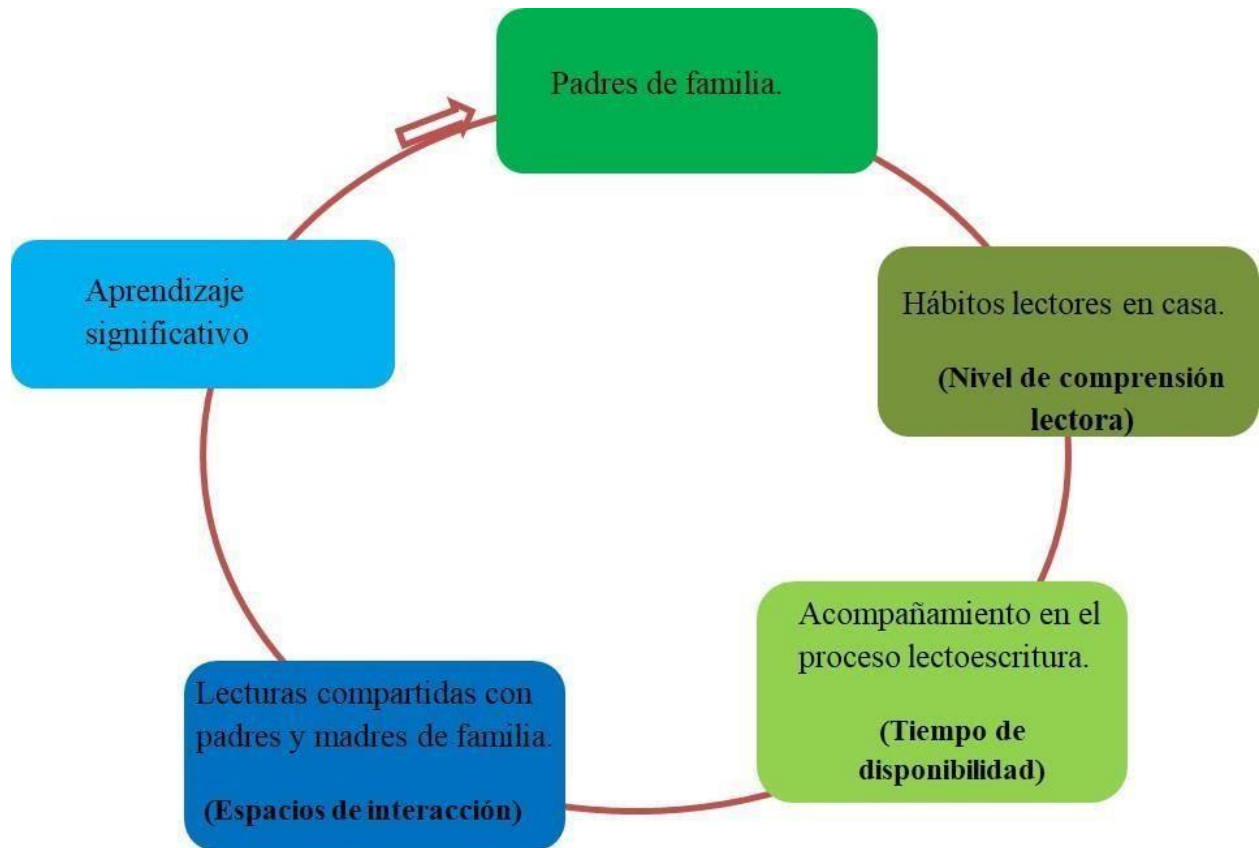 Padres de familia.
Hábitos lectores en casa.
(Nivel de comprensión
lectora)
Acompañamiento en el
proceso lectoescritura.
(Tiempo de
disponibilidad)
Lecturas compartidas con
padres y madres de familia.
(Espacios de interacción)
Aprendizaje
significativo